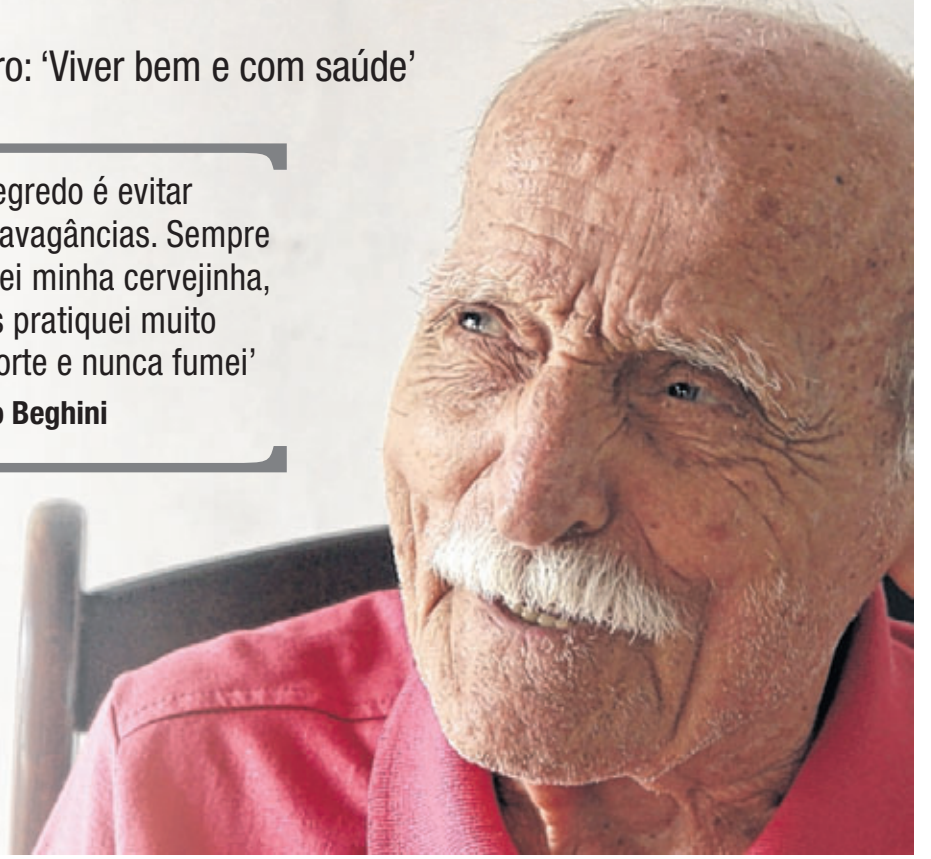 ro: ‘Viver bem e com saúde’
egredo é evitar
avagâncias. Sempre
ei minha cervejinha,
s pratiquei muito
orte e nunca fumei’
o Beghini